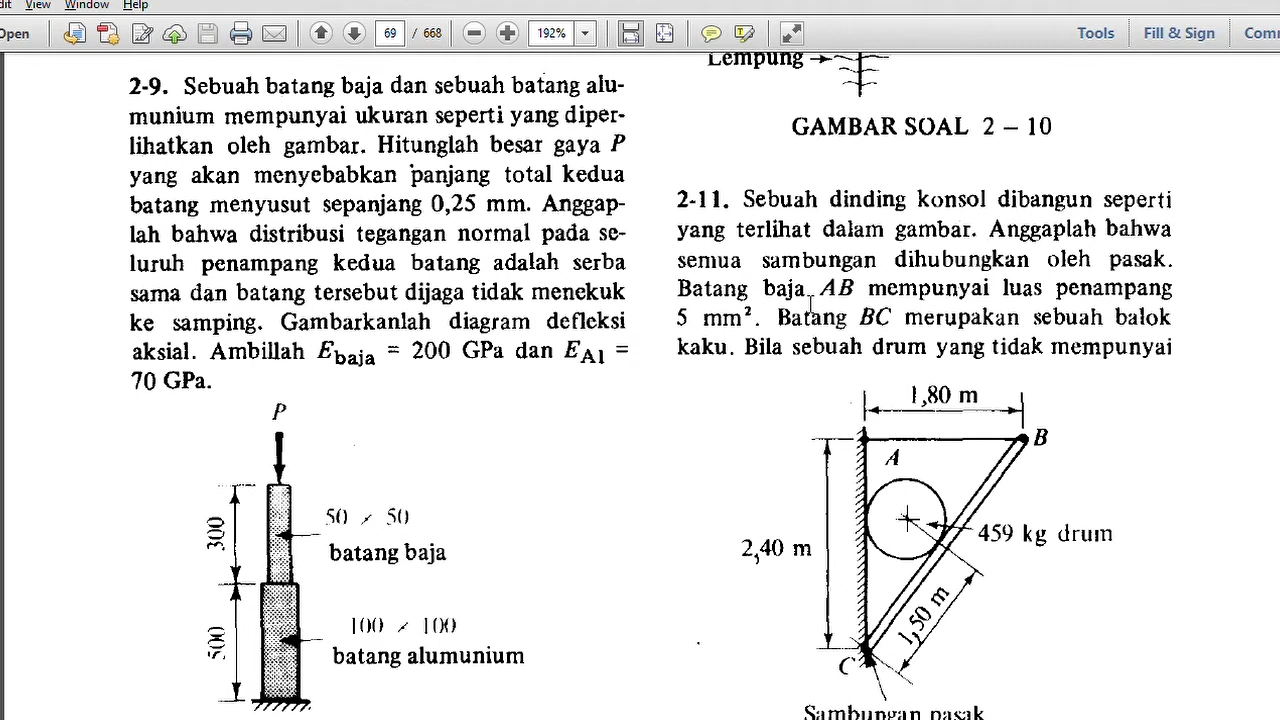 dit View Window Help
Open
69 / 668
192%
Tools
Fill & Sign
Com
2-9. Sebuah batang baja dan sebuah batang alu-
munium mempunyai ukuran seperti yang diper-
lihatkan oleh gambar. Hitunglah besar gaya P
yang akan menyebabkan panjang total kedua
batang menyusut sepanjang 0,25 mm. Anggap-
lah bahwa distribusi tegangan normal pada se-
luruh penampang kedua batang adalah serba
sama dan batang tersebut dijaga tidak menekuk
ke samping. Gambarkanlah diagram defleksi
aksial. Ambillah Ebaja = 200 GPa dan EAl =
70 GPa.
P
300
50 × 50
batang baja
500
100 × 100
batang alumunium
Lempung
GAMBAR SOAL 2 – 10
2-11. Sebuah dinding konsol dibangun seperti
yang terlihat dalam gambar. Anggaplah bahwa
semua sambungan dihubungkan oleh pasak.
Batang baja AB mempunyai luas penampang
5 mm². Batang BC merupakan sebuah balok
kaku. Bila sebuah drum yang tidak mempunyai
1,80 m
B
A
459 kg drum
2,40 m
1,50 m
C
Sambungan pasak